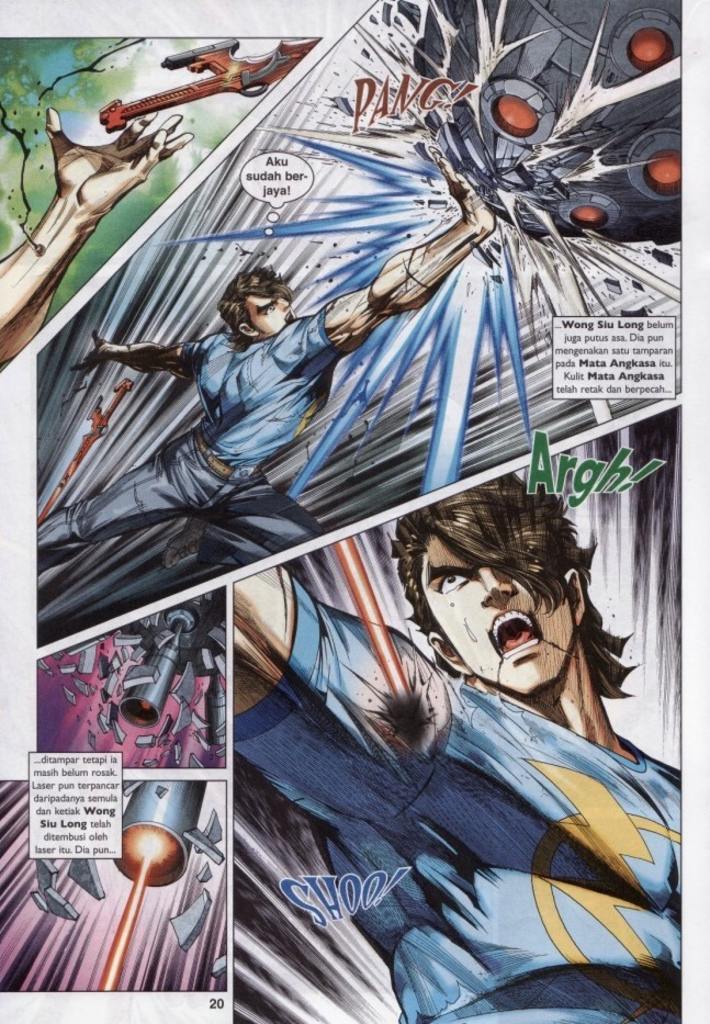 PANG!
Aku
sudah ber-
jaya!
...Wong Siu Long belum
juga putus asa. Dia pun
mengenakan satu tamparan
pada Mata Angkasa itu.
Kulit Mata Angkasa
telah retak dan berpecah...
Argh!
...ditampar tetapi ia
masih belum rosak.
Laser pun terpancar
daripadanya semula
dan ketiak Wong
Siu Long telah
ditembusi oleh
laser itu. Dia pun...
SHOO!
20